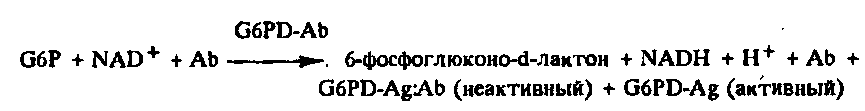 G6PD-Ab
G6P + NAD⁺ + Ab ⟶ . 6-фосфоглюконо-d-лактон + NADH + H⁺ + Ab +
G6PD-Ag:Ab (неактивный) + G6PD-Ag (активный)